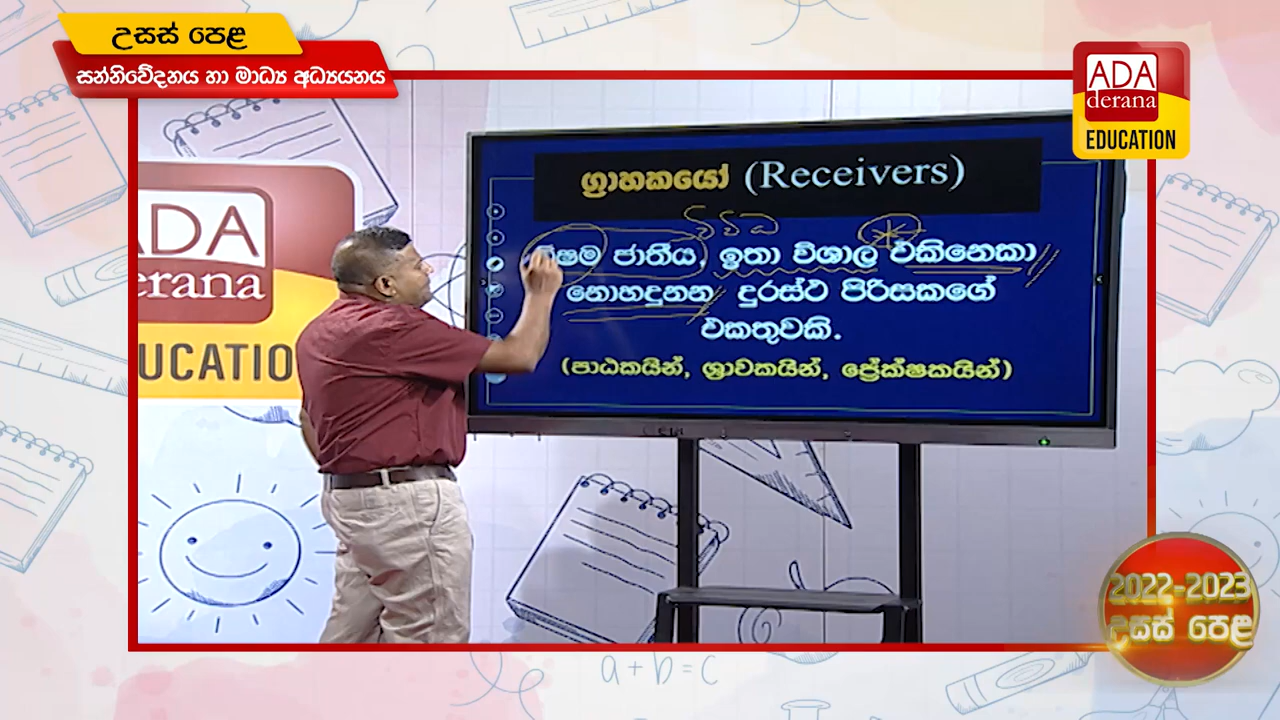 උසස් පෙළ
සන්නිවේදනය හා මාධ්‍ය අධ්‍යයනය
ADA
derana
EDUCATION
ග්‍රාහකයෝ (Receivers)
විවිධ
ජාතීය, ඉතා විශාල එකිනෙකා
නොහඳුනන දුරස්ථ පිරිසකගේ
එකතුවකි.
(පාඨකයින්, ශ්‍රාවකයින්, ප්‍රේක්ෂකයින්)
ADA
derana
UCATIO
2022-2023
උසස් පෙළ
a+b=c